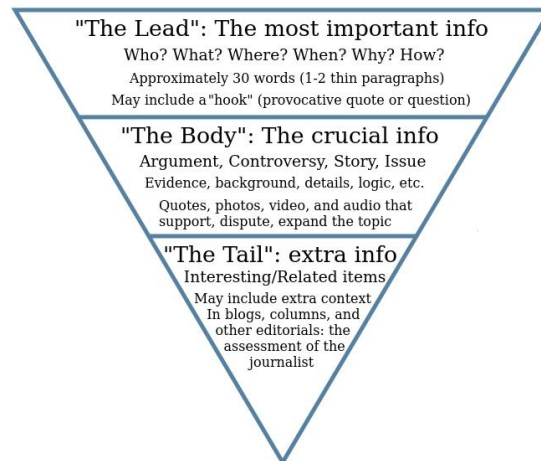 "The Lead": The most important info
Who? What? Where? When? Why? How?
Approximately 30 words (1-2 thin paragraphs)
May include a "hook" (provocative quote or question)
"The Body": The crucial info
Argument, Controversy, Story, Issue
Evidence, background, details, logic, etc.
Quotes, photos, video, and audio that
support, dispute, expand the topic
"The Tail": extra info
Interesting/Related items
May include extra context
In blogs, columns, and
other editorials: the
assessment of the
journalist